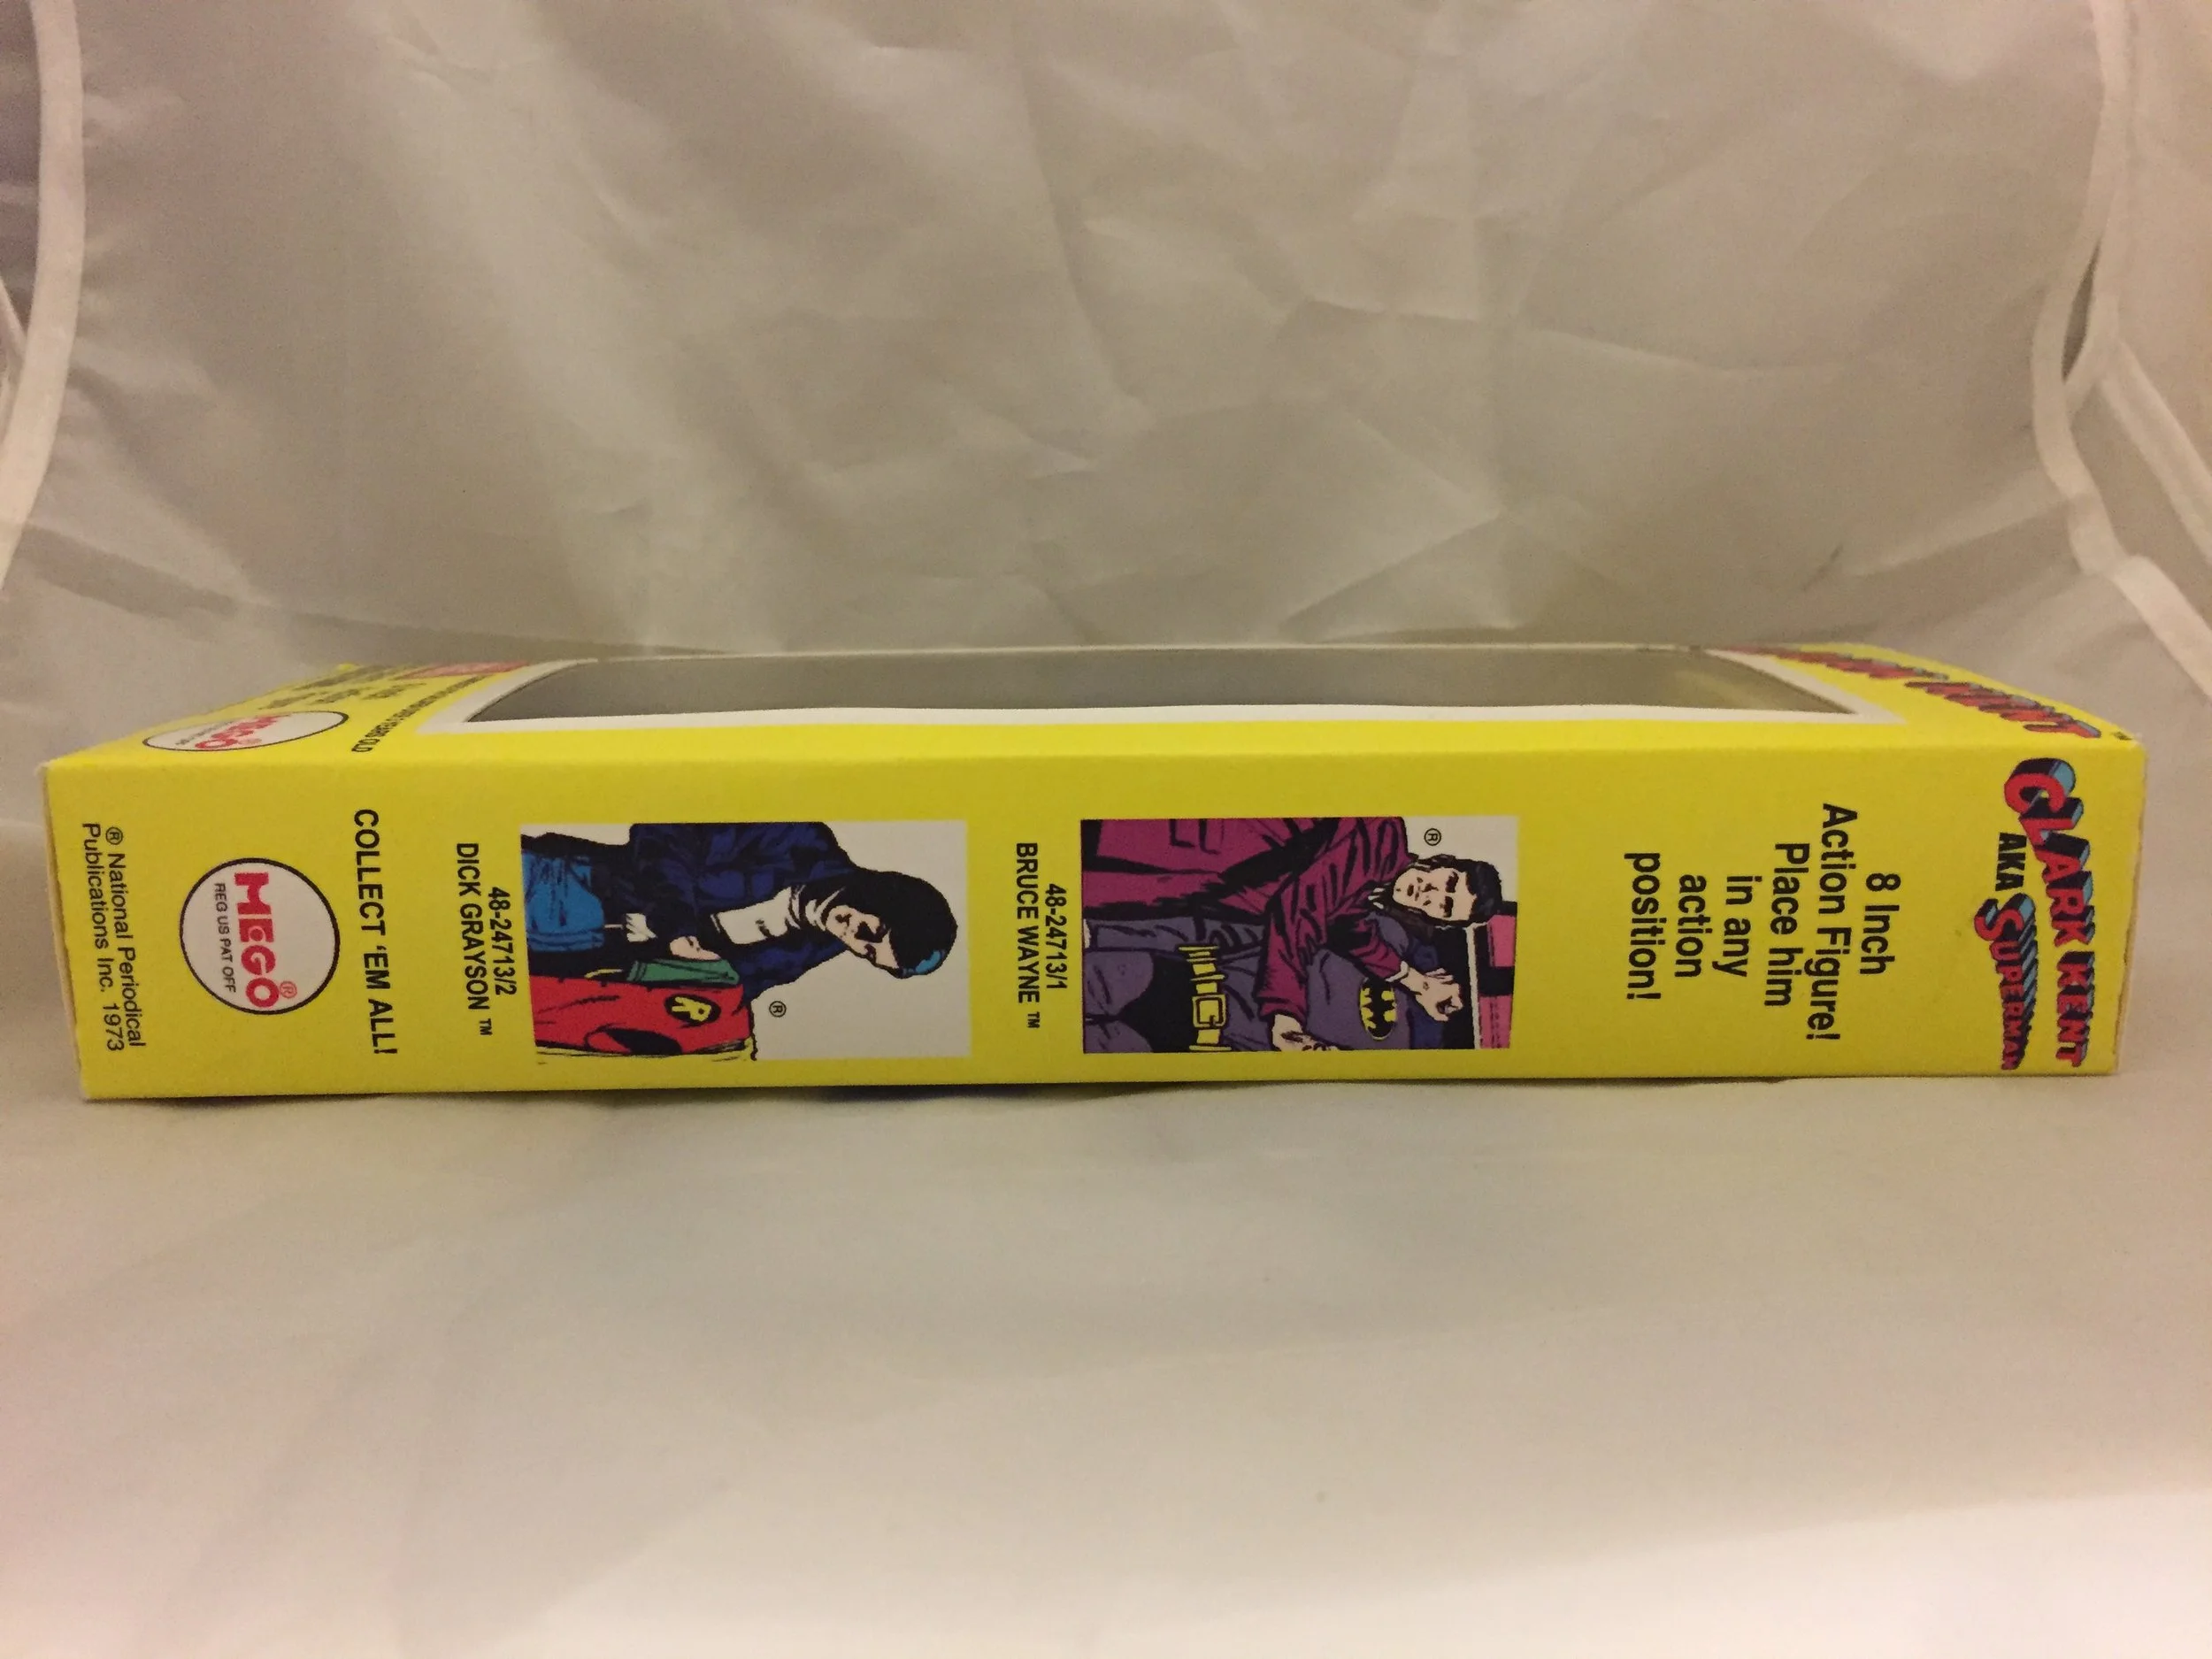 CLARK KENT
AKA SUPERMAN
8 Inch
Action Figure!
Place him
in any
action
position!
®
48-24713/1
BRUCE WAYNE ™
®
48-24713/2
DICK GRAYSON ™
COLLECT 'EM ALL!
MEGO®
REG US PAT OFF
® National Periodical
Publications Inc. 1973
KENT
MEGO